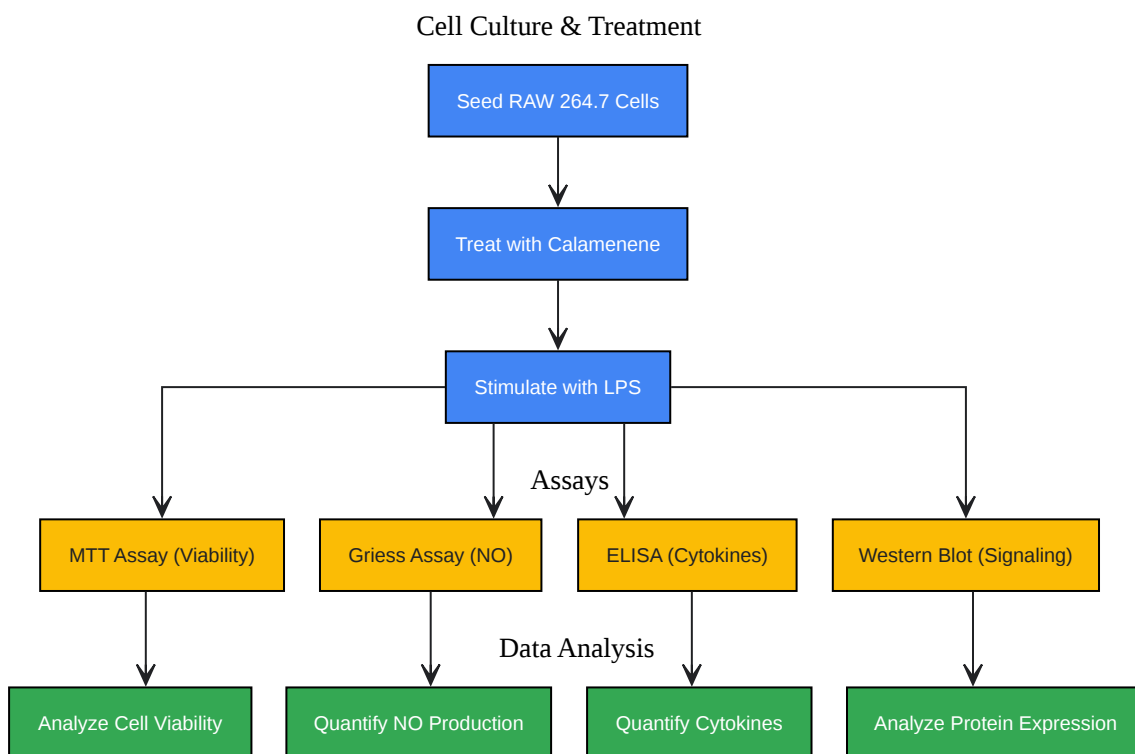 Cell Culture & Treatment
Seed RAW 264.7 Cells
Treat with Calamenene
Stimulate with LPS
Assays
MTT Assay (Viability)
Griess Assay (NO)
ELISA (Cytokines)
Western Blot (Signaling)
Data Analysis
Analyze Cell Viability
Quantify NO Production
Quantify Cytokines
Analyze Protein Expression